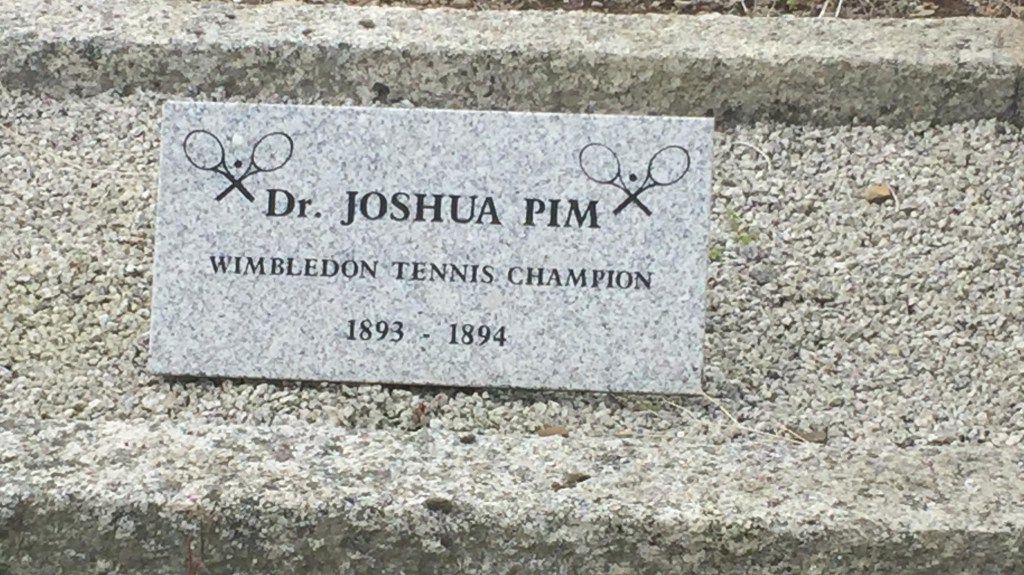 Dr. JOSHUA PIM
WIMBLEDON TENNIS CHAMPION
1893 - 1894